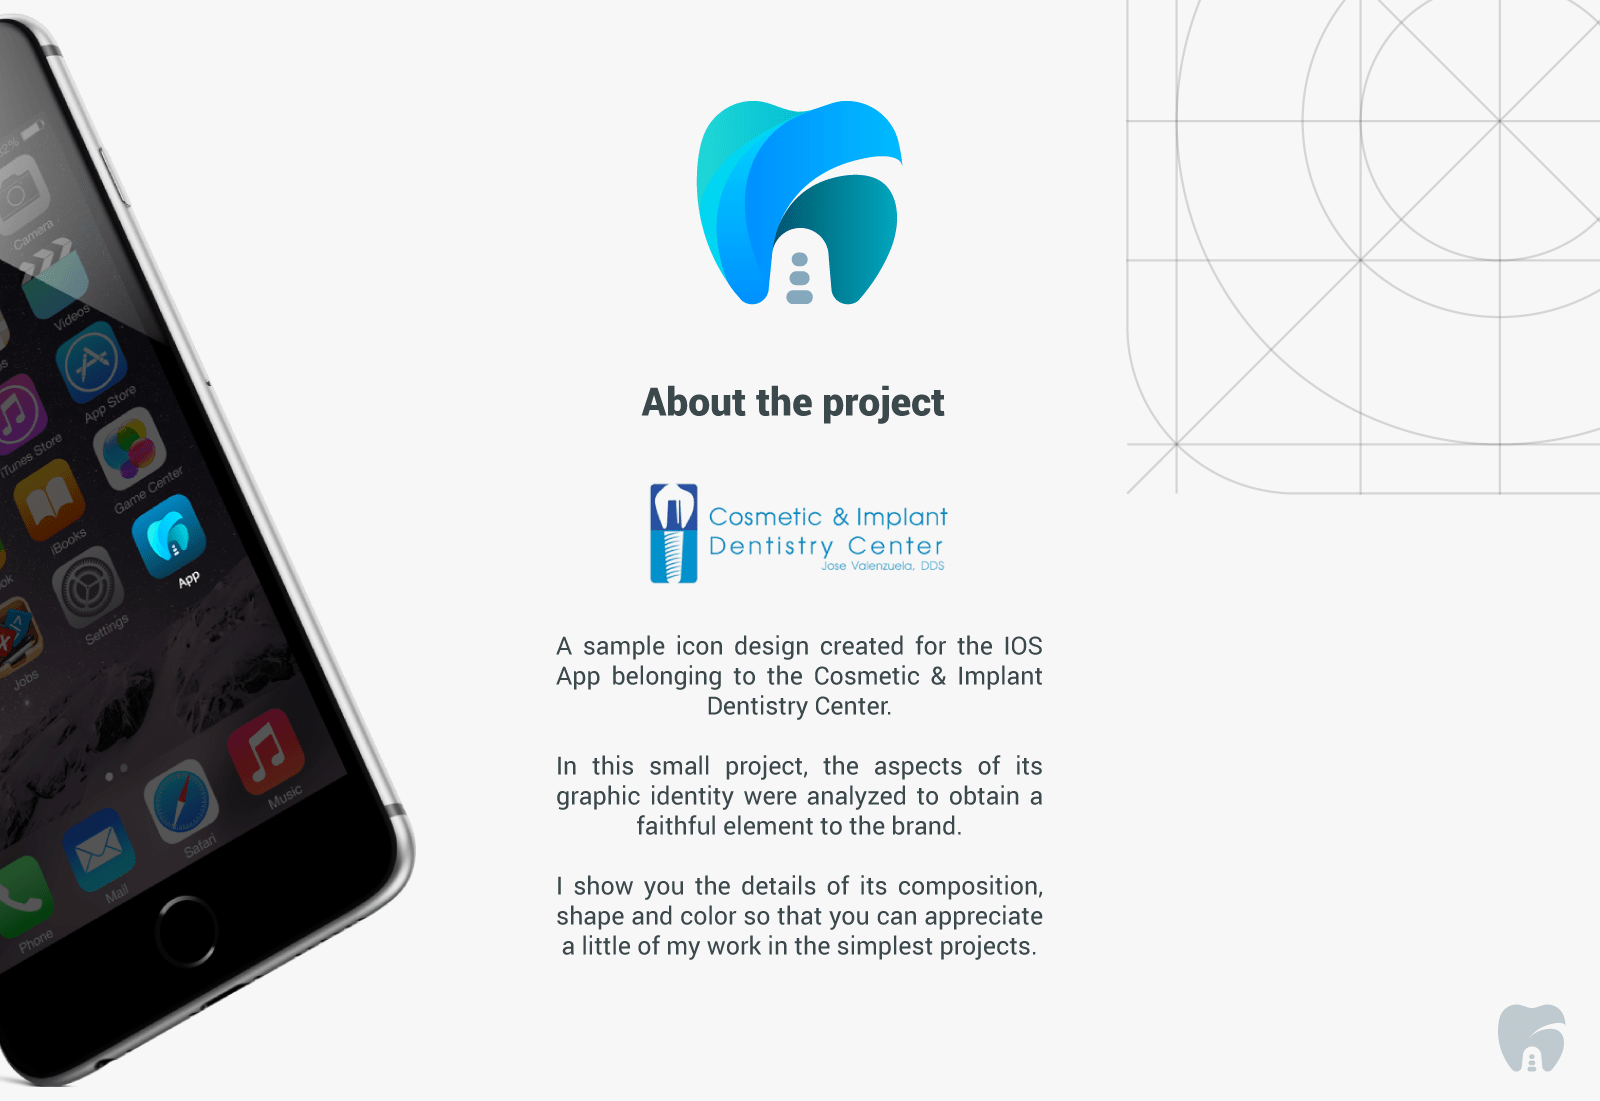 About the project
Cosmetic & Implant
Dentistry Center
Jose Valenzuela, DDS
A sample icon design created for the IOS
App belonging to the Cosmetic & Implant
Dentistry Center.
In this small project, the aspects of its
graphic identity were analyzed to obtain a
faithful element to the brand.
I show you the details of its composition,
shape and color so that you can appreciate
a little of my work in the simplest projects.
Camera
Videos
App Store
iTunes Store
Game Center
iBooks
App
Settings
Jobs
Music
Safari
Mail
Phone